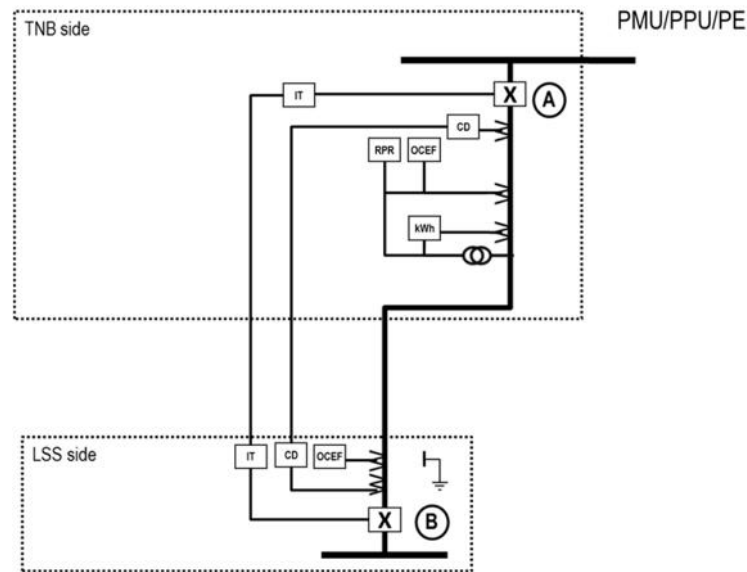 TNB side
PMU/PPU/PE
IT
X
A
CD
RPR
OCEF
kWh
LSS side
IT
CD
OCEF
X
B